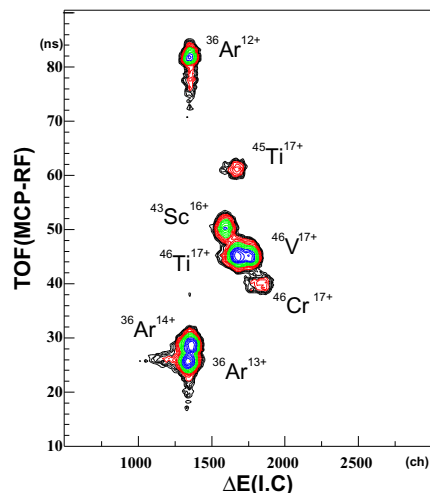 (ns)
80
70
60
50
40
30
20
10
TOF(MCP-RF)
³⁶Ar¹²⁺
⁴⁵Ti¹⁷⁺
⁴³Sc¹⁶⁺
⁴⁶Ti¹⁷⁺
⁴⁶V¹⁷⁺
⁴⁶Cr¹⁷⁺
³⁶Ar¹⁴⁺
³⁶Ar¹³⁺
1000 1500 2000 2500 (ch)
ΔE(I.C)